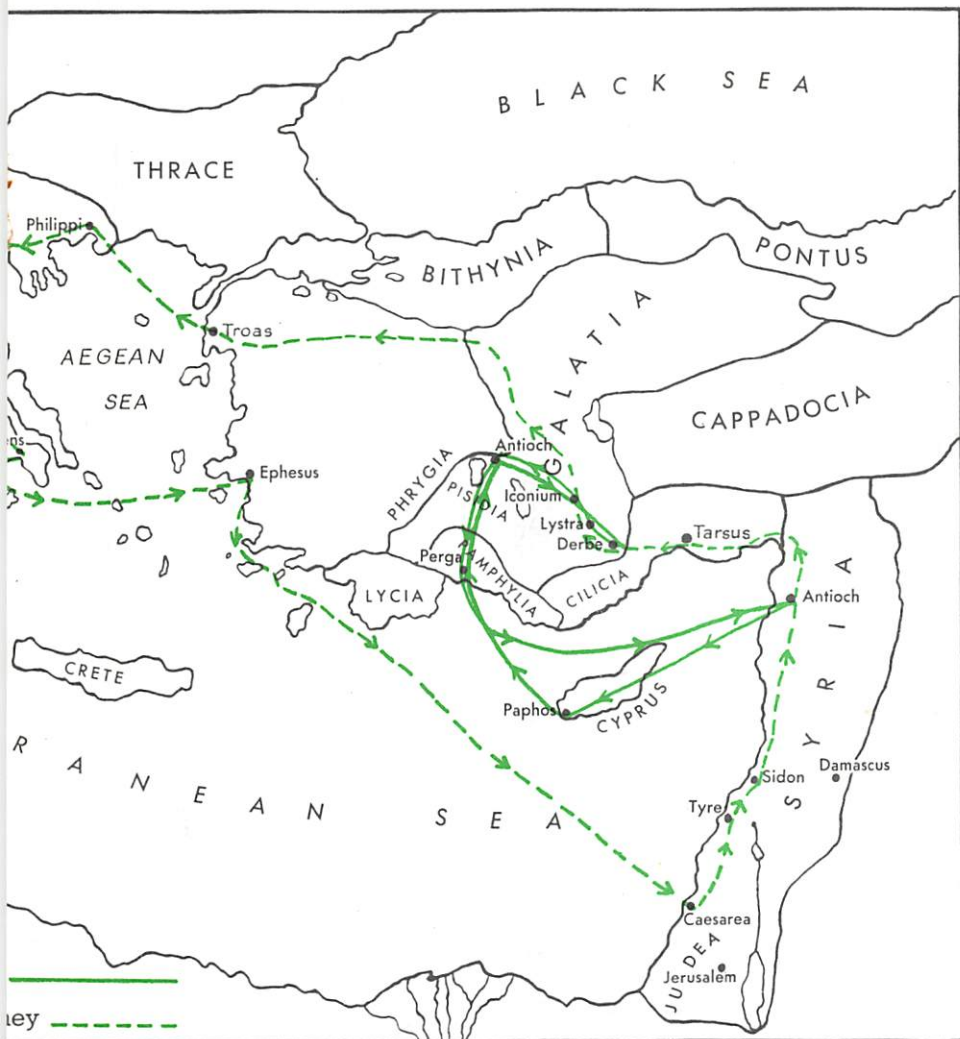 BLACK SEA
THRACE
Philippi
BITHYNIA
PONTUS
GALATIA
Troas
AEGEAN
SEA
CAPPADOCIA
ens
Antioch
Ephesus
PHRYGIA
PISIDIA
Iconium
Lystra
Derbe
Tarsus
Perga
PAMPHYLIA
CILICIA
LYCIA
Antioch
SYRIA
CRETE
Paphos
CYPRUS
RANEAN SEA
Sidon
Damascus
Tyre
Caesarea
JUDEA
Jerusalem
ney